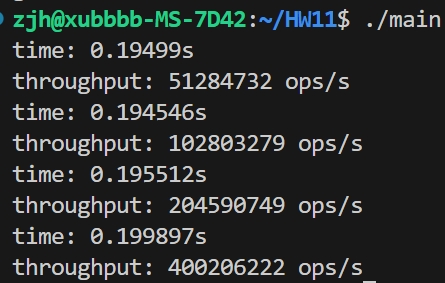 zjh@xubbbb-MS-7D42:~/HW11$ ./main
time: 0.19499s
throughput: 51284732 ops/s
time: 0.194546s
throughput: 102803279 ops/s
time: 0.195512s
throughput: 204590749 ops/s
time: 0.199897s
throughput: 400206222 ops/s